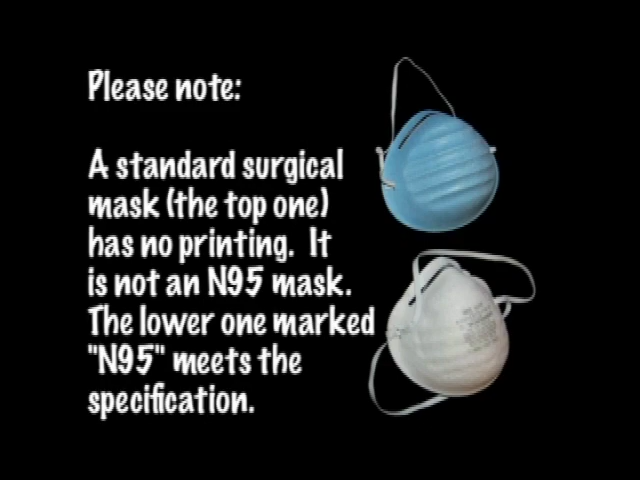 Please note:
A standard surgical
mask (the top one)
has no printing.  It
is not an N95 mask.
The lower one marked
"N95" meets the
specification.